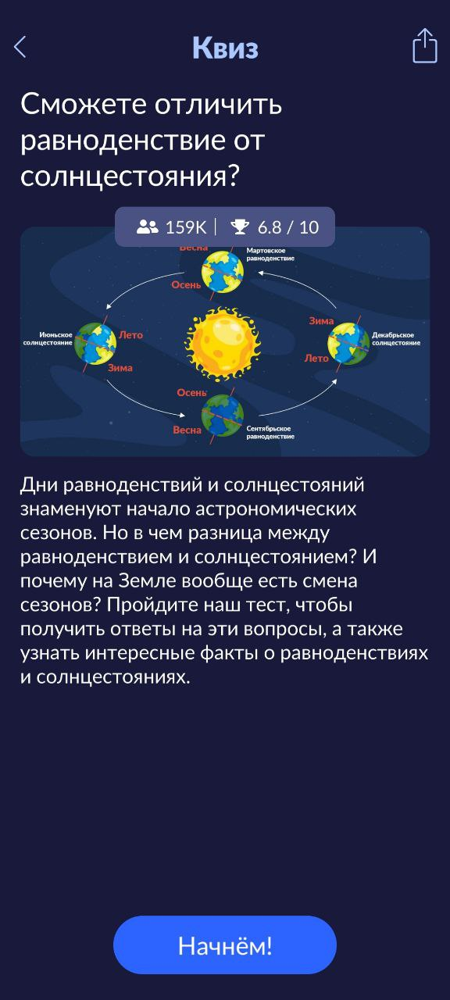 Квиз
Сможете отличить
равноденствие от
солнцестояния?
159K | 6.8 / 10
Весна
Мартовское
равноденствие
Осень
Июньское
солнцестояние
Лето
Зима
Зима
Лето
Декабрьское
солнцестояние
Осень
Весна
Сентябрьское
равноденствие
Дни равноденствий и солнцестояний
знаменуют начало астрономических
сезонов. Но в чем разница между
равноденствием и солнцестоянием? И
почему на Земле вообще есть смена
сезонов? Пройдите наш тест, чтобы
получить ответы на эти вопросы, а также
узнать интересные факты о равноденствиях
и солнцестояниях.
Начнём!